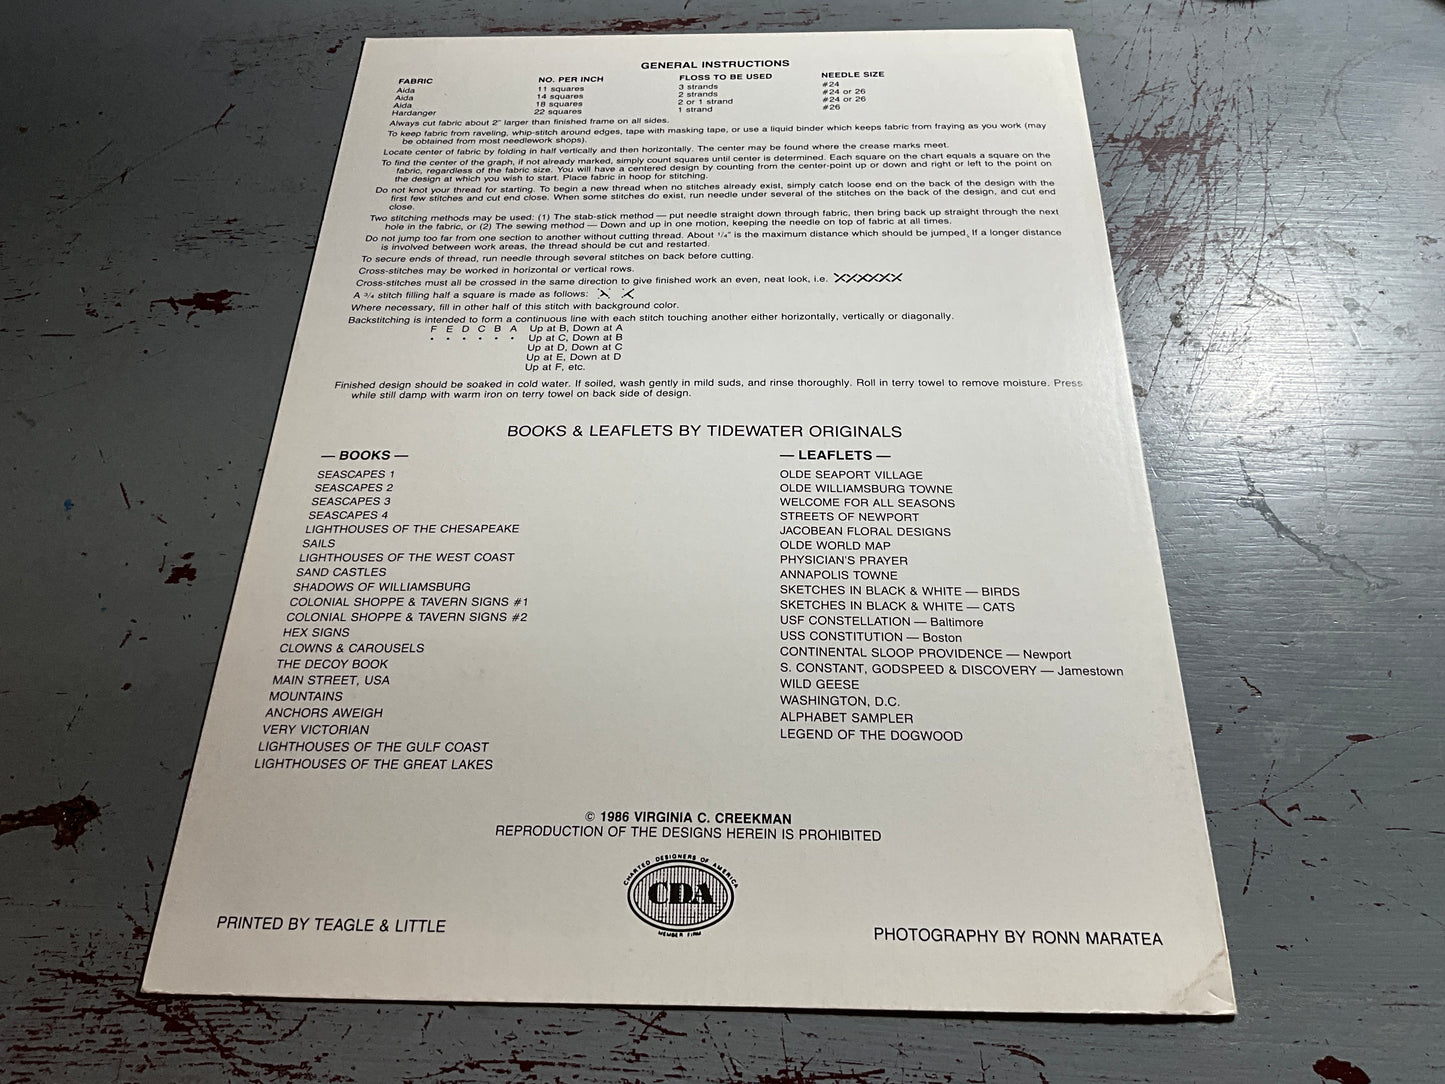 GENERAL INSTRUCTIONS
FABRIC NO. PER INCH FLOSS TO BE USED NEEDLE SIZE
Aida 11 squares 3 strands #24
Aida 14 squares 2 strands #24 or 26
Aida 18 squares 2 or 1 strand #24 or 26
Hardanger 22 squares 1 strand #26
Always cut fabric about 2" larger than finished frame on all sides.
To keep fabric from raveling, whip-stitch around edges, tape with masking tape, or use a liquid binder which keeps fabric from fraying as you work (may
be obtained from most needlework shops).
Locate center of fabric by folding in half vertically and then horizontally. The center may be found where the crease marks meet.
To find the center of the graph, if not already marked, simply count squares until center is determined. Each square on the chart equals a square on the
fabric, regardless of the fabric size. You will have a centered design by counting from the center-point up or down and right or left to the point on
the design at which you wish to start. Place fabric in hoop for stitching.
Do not knot your thread for starting. To begin a new thread when no stitches already exist, simply catch loose end on the back of the design with the
first few stitches and cut end close. When some stitches do exist, run needle under several of the stitches on the back of the design, and cut end
close.
Two stitching methods may be used: (1) The stab-stick method — put needle straight down through fabric, then bring back up straight through the next
hole in the fabric, or (2) The sewing method — Down and up in one motion, keeping the needle on top of fabric at all times.
Do not jump too far from one section to another without cutting thread. About 1/4" is the maximum distance which should be jumped. If a longer distance
is involved between work areas, the thread should be cut and restarted.
To secure ends of thread, run needle through several stitches on back before cutting.
Cross-stitches may be worked in horizontal or vertical rows.
Cross-stitches must all be crossed in the same direction to give finished work an even, neat look, i.e. XXXXXX
A 3/4 stitch filling half a square is made as follows:
Where necessary, fill in other half of this stitch with background color.
Backstitching is intended to form a continuous line with each stitch touching another either horizontally, vertically or diagonally.
F E D C B A Up at B, Down at A
• • • • • • Up at C, Down at B
Up at D, Down at C
Up at E, Down at D
Up at F, etc.
Finished design should be soaked in cold water. If soiled, wash gently in mild suds, and rinse thoroughly. Roll in terry towel to remove moisture. Press
while still damp with warm iron on terry towel on back side of design.
BOOKS & LEAFLETS BY TIDEWATER ORIGINALS
— BOOKS —
SEASCAPES 1
SEASCAPES 2
SEASCAPES 3
SEASCAPES 4
LIGHTHOUSES OF THE CHESAPEAKE
SAILS
LIGHTHOUSES OF THE WEST COAST
SAND CASTLES
SHADOWS OF WILLIAMSBURG
COLONIAL SHOPPE & TAVERN SIGNS #1
COLONIAL SHOPPE & TAVERN SIGNS #2
HEX SIGNS
CLOWNS & CAROUSELS
THE DECOY BOOK
MAIN STREET, USA
MOUNTAINS
ANCHORS AWEIGH
VERY VICTORIAN
LIGHTHOUSES OF THE GULF COAST
LIGHTHOUSES OF THE GREAT LAKES
— LEAFLETS —
OLDE SEAPORT VILLAGE
OLDE WILLIAMSBURG TOWNE
WELCOME FOR ALL SEASONS
STREETS OF NEWPORT
JACOBEAN FLORAL DESIGNS
OLDE WORLD MAP
PHYSICIAN'S PRAYER
ANNAPOLIS TOWNE
SKETCHES IN BLACK & WHITE — BIRDS
SKETCHES IN BLACK & WHITE — CATS
USF CONSTELLATION — Baltimore
USS CONSTITUTION — Boston
CONTINENTAL SLOOP PROVIDENCE — Newport
S. CONSTANT, GODSPEED & DISCOVERY — Jamestown
WILD GEESE
WASHINGTON, D.C.
ALPHABET SAMPLER
LEGEND OF THE DOGWOOD
© 1986 VIRGINIA C. CREEKMAN
REPRODUCTION OF THE DESIGNS HEREIN IS PROHIBITED
CHARTED DESIGNERS OF AMERICA
CDA
MEMBER FIRM
PRINTED BY TEAGLE & LITTLE
PHOTOGRAPHY BY RONN MARATEA